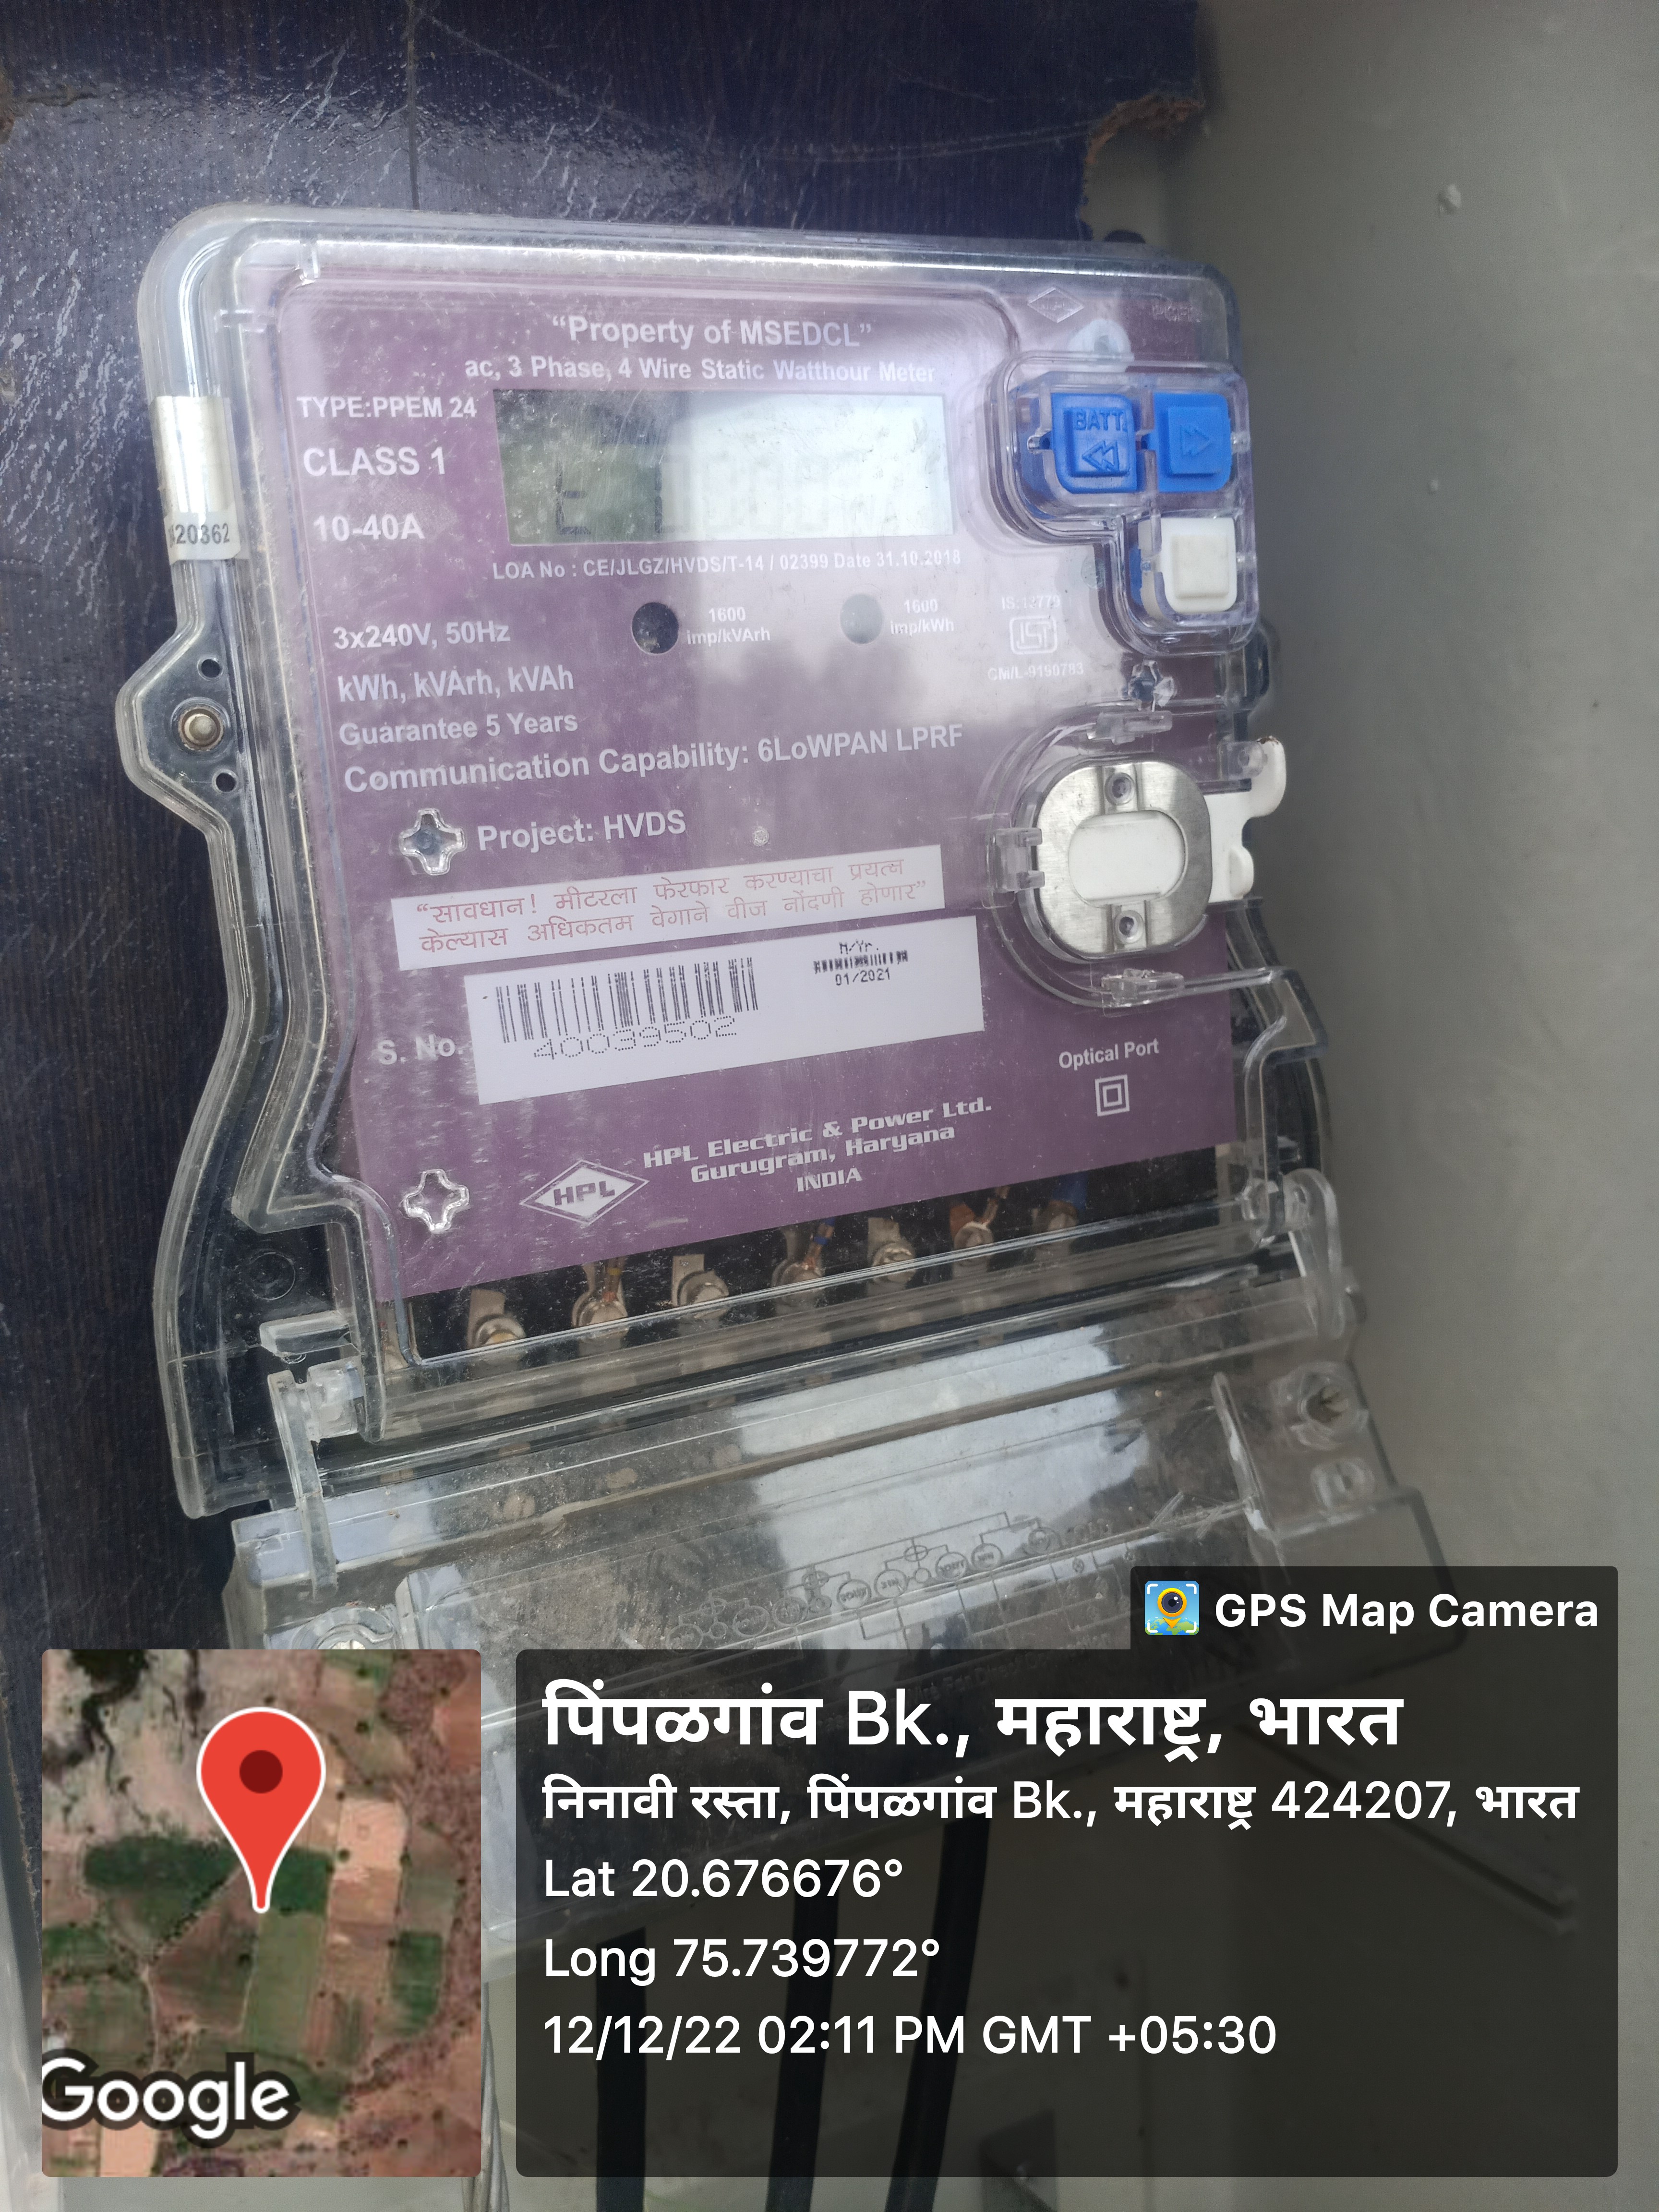 “Property of MSEDCL”
ac, 3 Phase, 4 Wire Static Watthour Meter
TYPE:PPEM 24
CLASS 1
10-40A
BATT.
20362
LOA No : CE/JLGZ/HVDS/T-14 / 02399 Date 31.10.2018
1600
imp/kVArh
1600
imp/kWh
IS:13779
CM/L-9190783
3x240V, 50Hz
kWh, kVArh, kVAh
Guarantee 5 Years
Communication Capability: 6LoWPAN LPRF
Project: HVDS
“सावधान! मीटरला फेरफार करण्याचा प्रयत्न
केल्यास अधिकतम वेगाने वीज नोंदणी होणार”
M/Yr.
01/2021
S. No.
40039502
Optical Port
HPL
HPL Electric & Power Ltd.
Gurugram, Haryana
INDIA
GPS Map Camera
पिंपळगांव Bk., महाराष्ट्र, भारत
निनावी रस्ता, पिंपळगांव Bk., महाराष्ट्र 424207, भारत
Lat 20.676676°
Long 75.739772°
12/12/22 02:11 PM GMT +05:30
Google